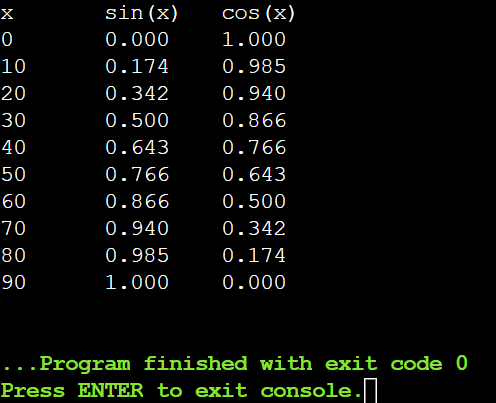 x sin(x) cos(x)
0 0.000 1.000
10 0.174 0.985
20 0.342 0.940
30 0.500 0.866
40 0.643 0.766
50 0.766 0.643
60 0.866 0.500
70 0.940 0.342
80 0.985 0.174
90 1.000 0.000
...Program finished with exit code 0
Press ENTER to exit console.